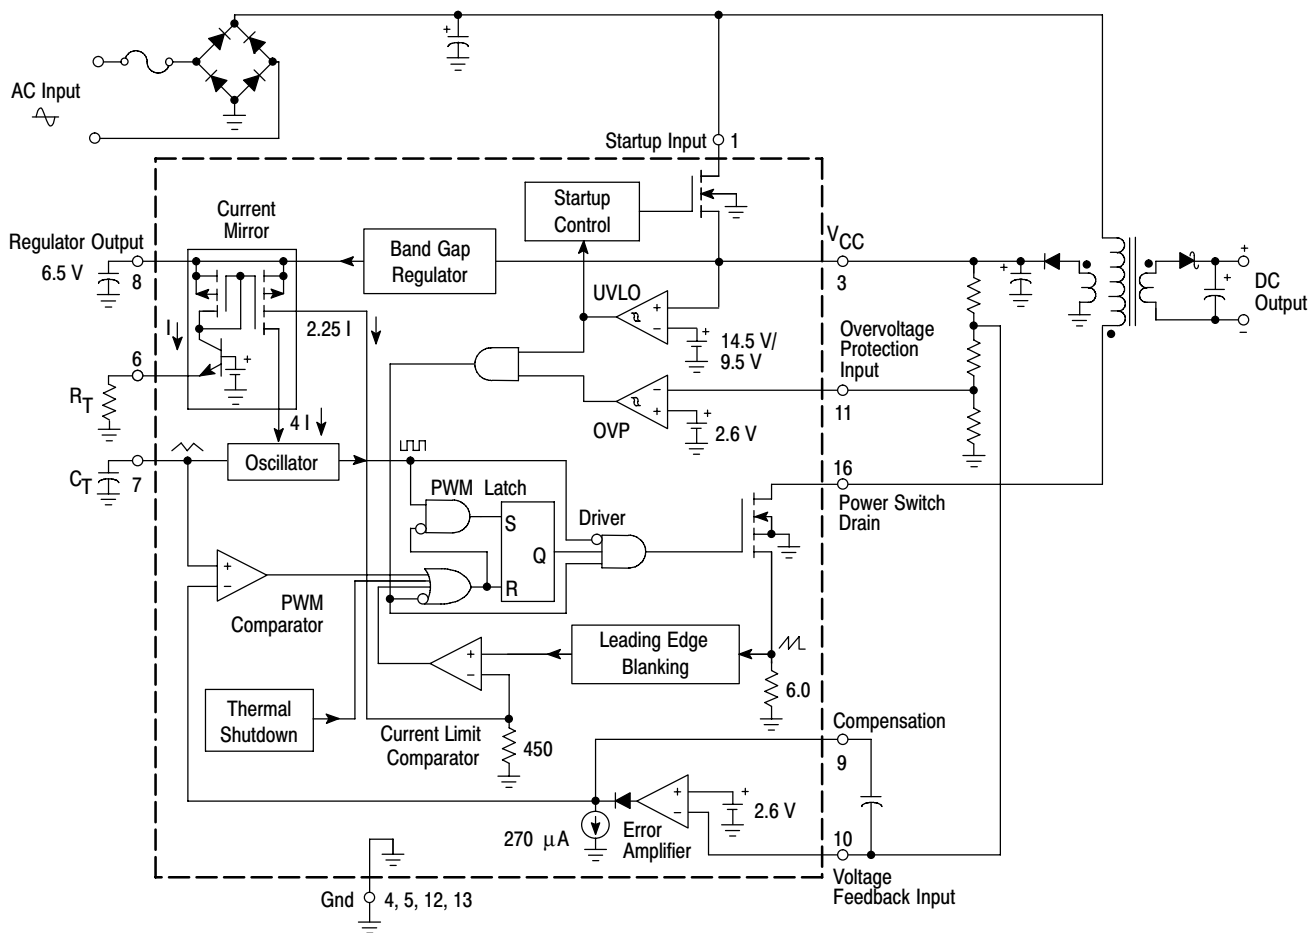 AC Input
+
Startup Input
1
Startup
Control
Current
Mirror
Regulator Output
6.5 V
8
Band Gap
Regulator
VCC
3
+
+
-
DC
Output
I
2.25 I
UVLO
+
-
+
14.5 V/
9.5 V
Overvoltage
Protection
Input
11
6
RT
+
4 I
OVP
-
+
+
2.6 V
CT
7
Oscillator
PWM Latch
S
Q
R
Driver
16
Power Switch
Drain
+
-
PWM
Comparator
Leading Edge
Blanking
6.0
+
-
Thermal
Shutdown
Current Limit
Comparator
450
Compensation
9
270 µA
Error
Amplifier
+
-
+
2.6 V
10
Voltage
Feedback Input
Gnd
4, 5, 12, 13